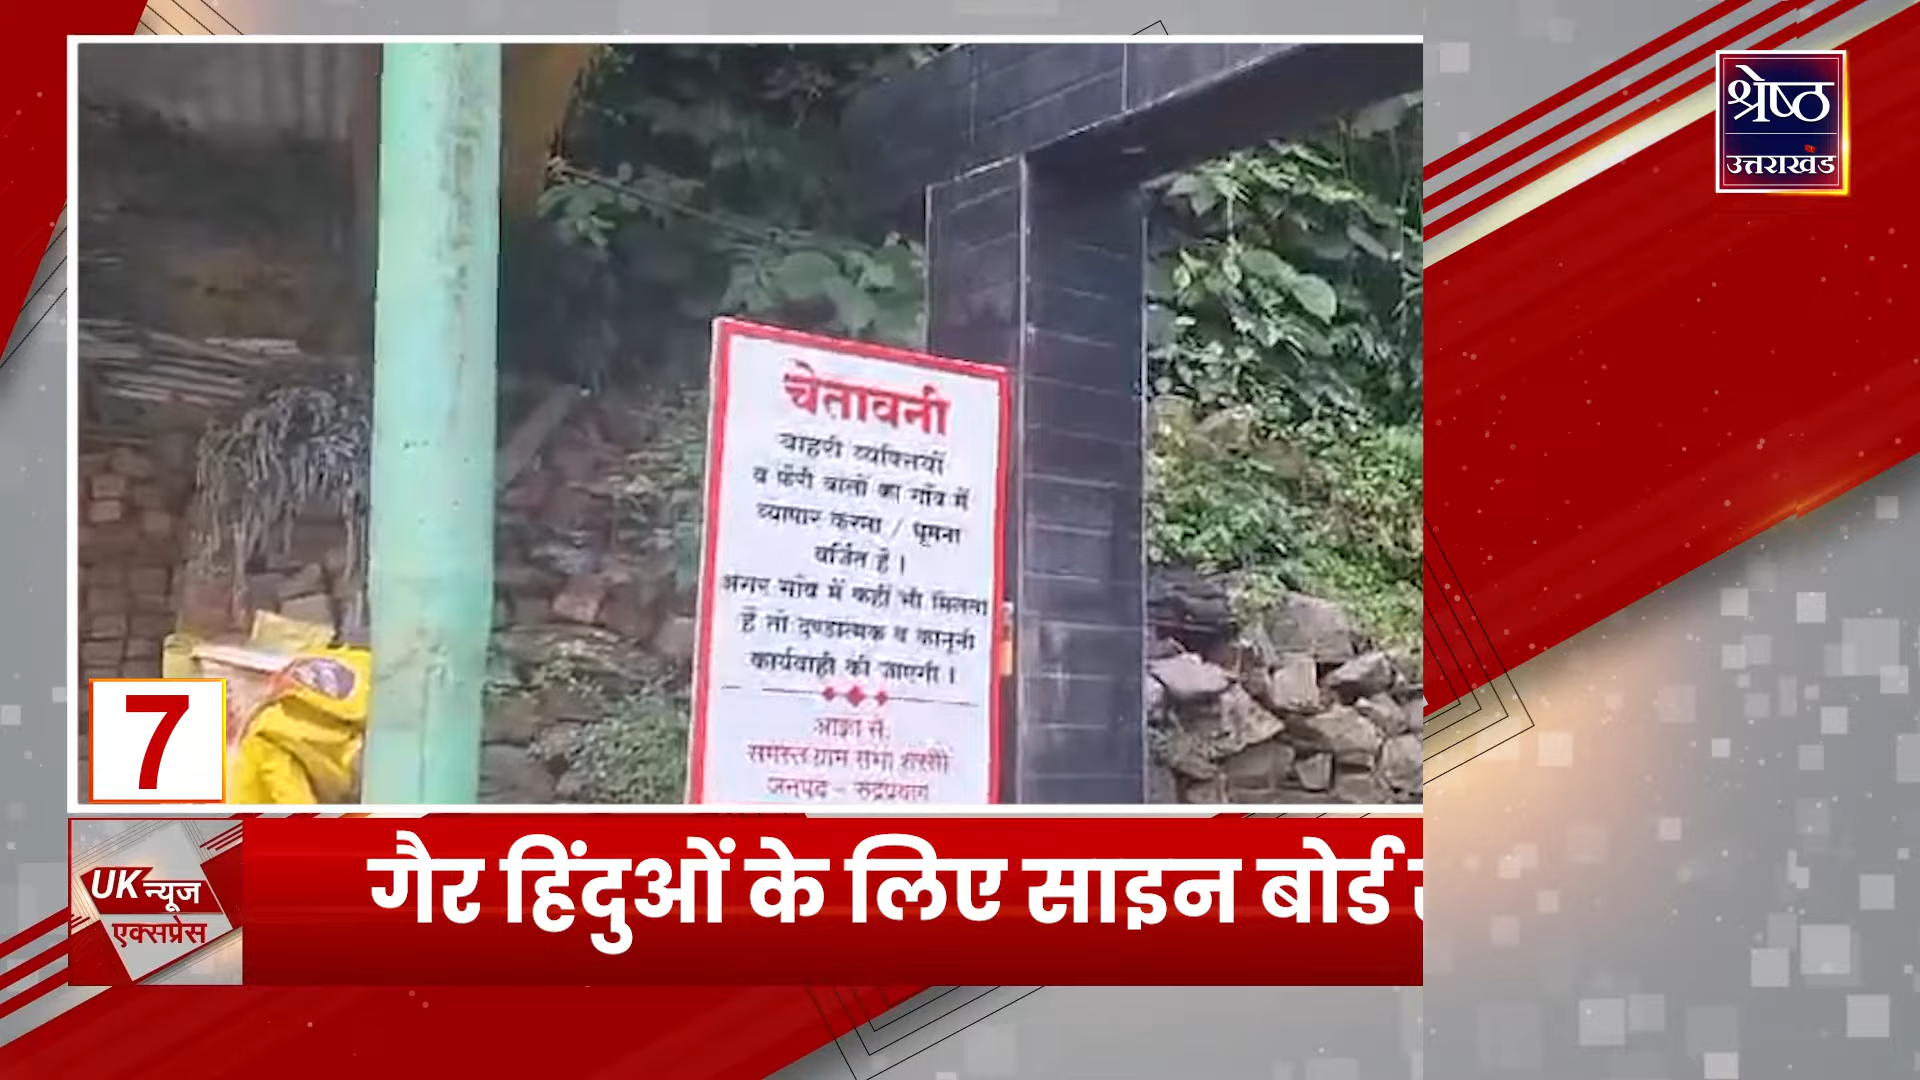 श्रेष्ठ
उत्तराखंड
चेतावनी
बाहरी व्यक्तियों
व फेरी वालों का गाँव में
व्यापार करना / घूमना
वर्जित है।
अगर गाँव में कहीं भी मिलता
है तो दण्डात्मक व कानूनी
कार्यवाही की जाएगी।
आज्ञा से:
समस्त ग्राम सभा
जनपद - रुद्रप्रयाग
7
UK न्यूज
एक्सप्रेस
गैर हिंदुओं के लिए साइन बोर्ड